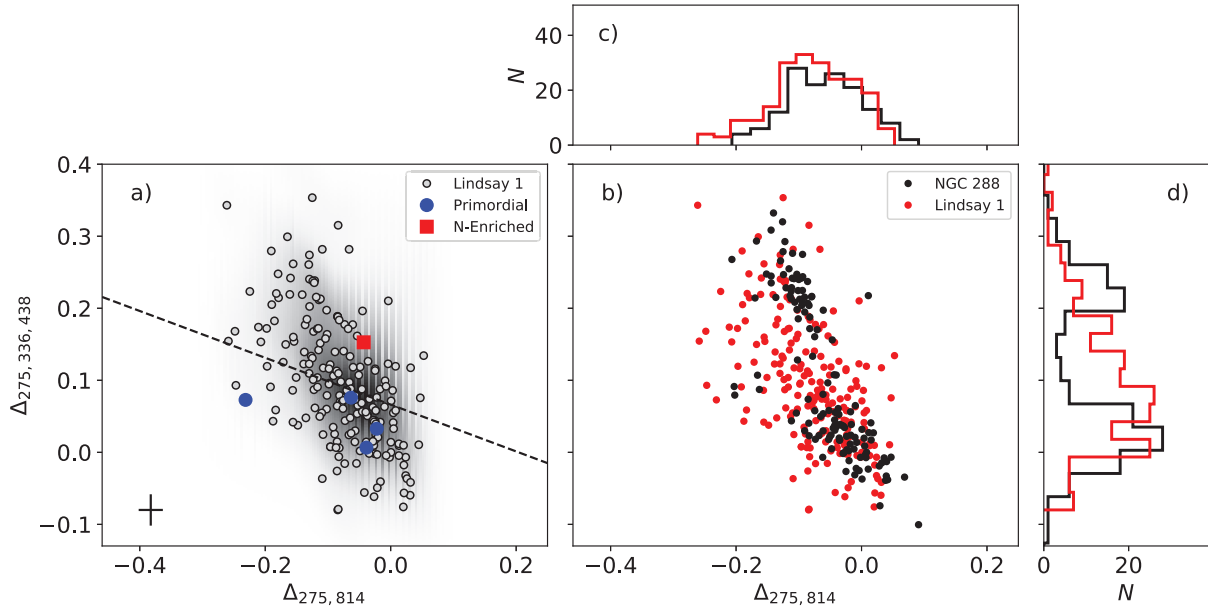 c)
N
40
20
0
a)
Lindsay 1
Primordial
N-Enriched
Δ275,336,438
0.4
0.3
0.2
0.1
0.0
−0.1
−0.4
−0.2
0.0
0.2
Δ275,814
b)
NGC 288
Lindsay 1
−0.4
−0.2
0.0
0.2
Δ275,814
d)
0
20
N